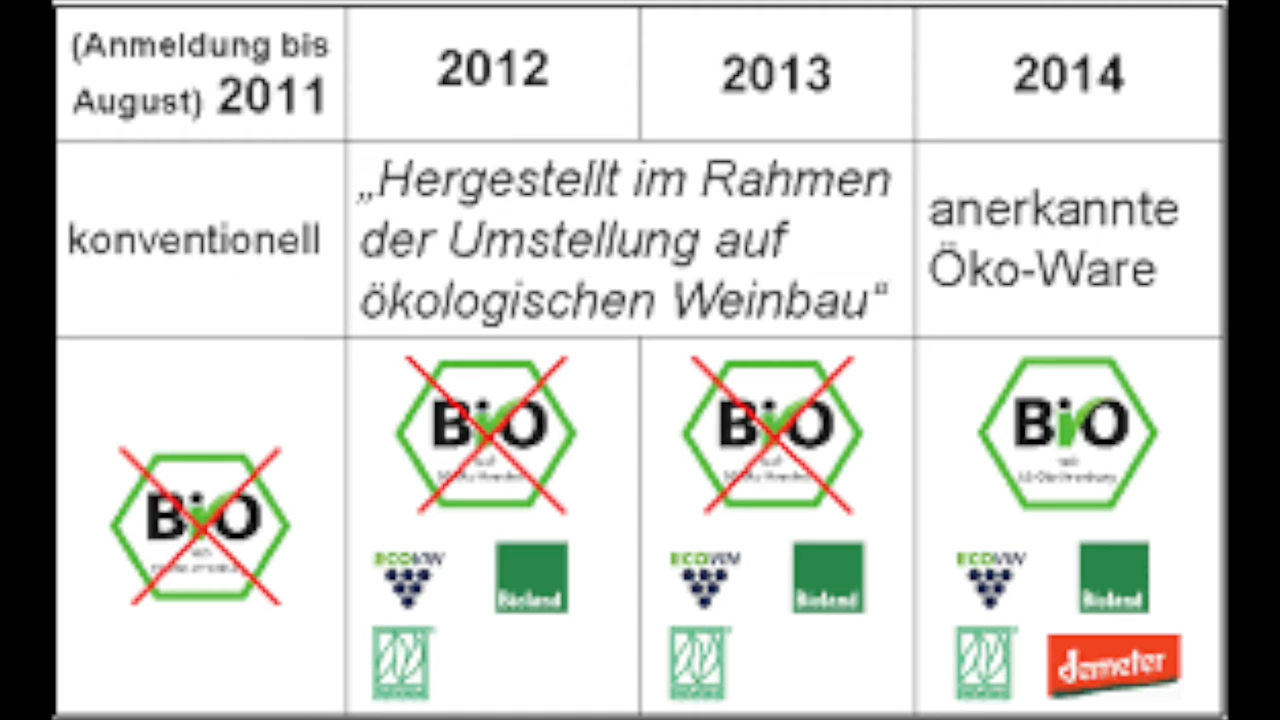 (Anmeldung bis
August) 2011
2012
2013
2014
konventionell
„Hergestellt im Rahmen
der Umstellung auf
ökologischen Weinbau“
anerkannte
Öko-Ware
Bio
Bio
Bio
Bio
nach
ECOVIN
Bioland
ECOVIN
Bioland
ECOVIN
Bioland
demeter